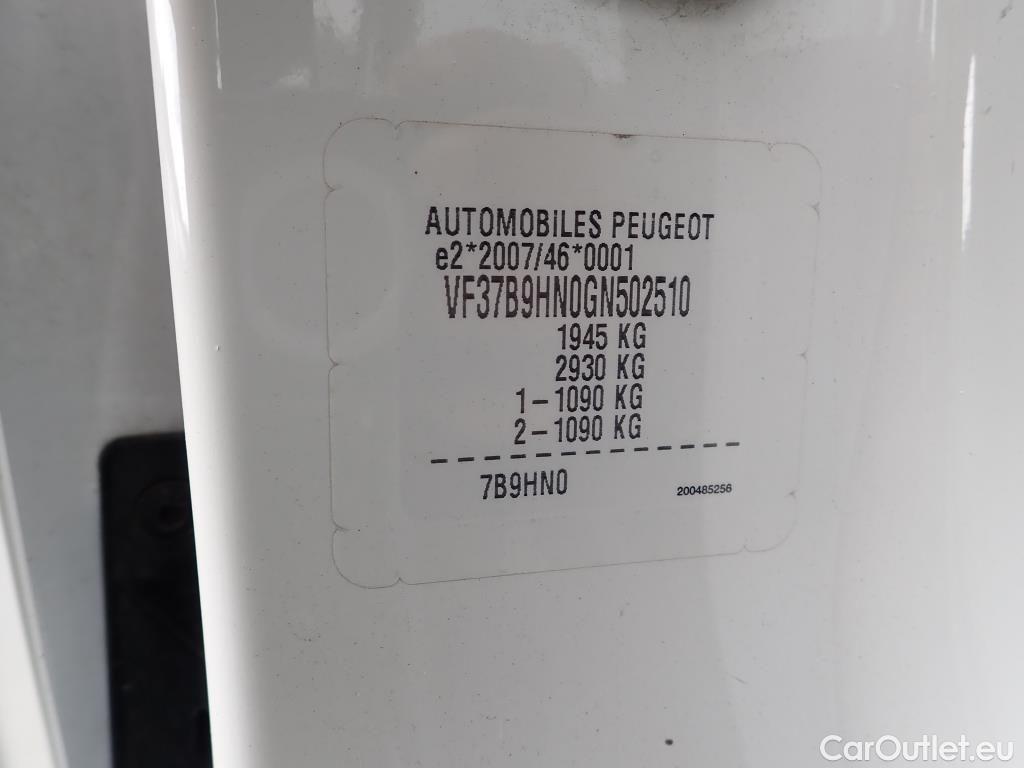 AUTOMOBILES PEUGEOT
e2*2007/46*0001
VF37B9HN0GN502510
1945 KG
2930 KG
1-1090 KG
2-1090 KG
7B9HN0
200485256
CarOutlet.eu